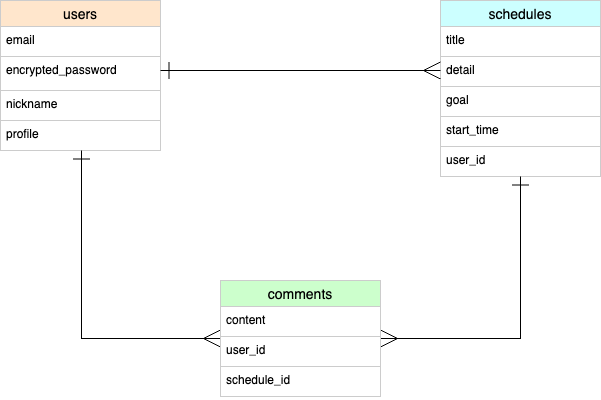 users
email
encrypted_password
nickname
profile
schedules
title
detail
goal
start_time
user_id
comments
content
user_id
schedule_id